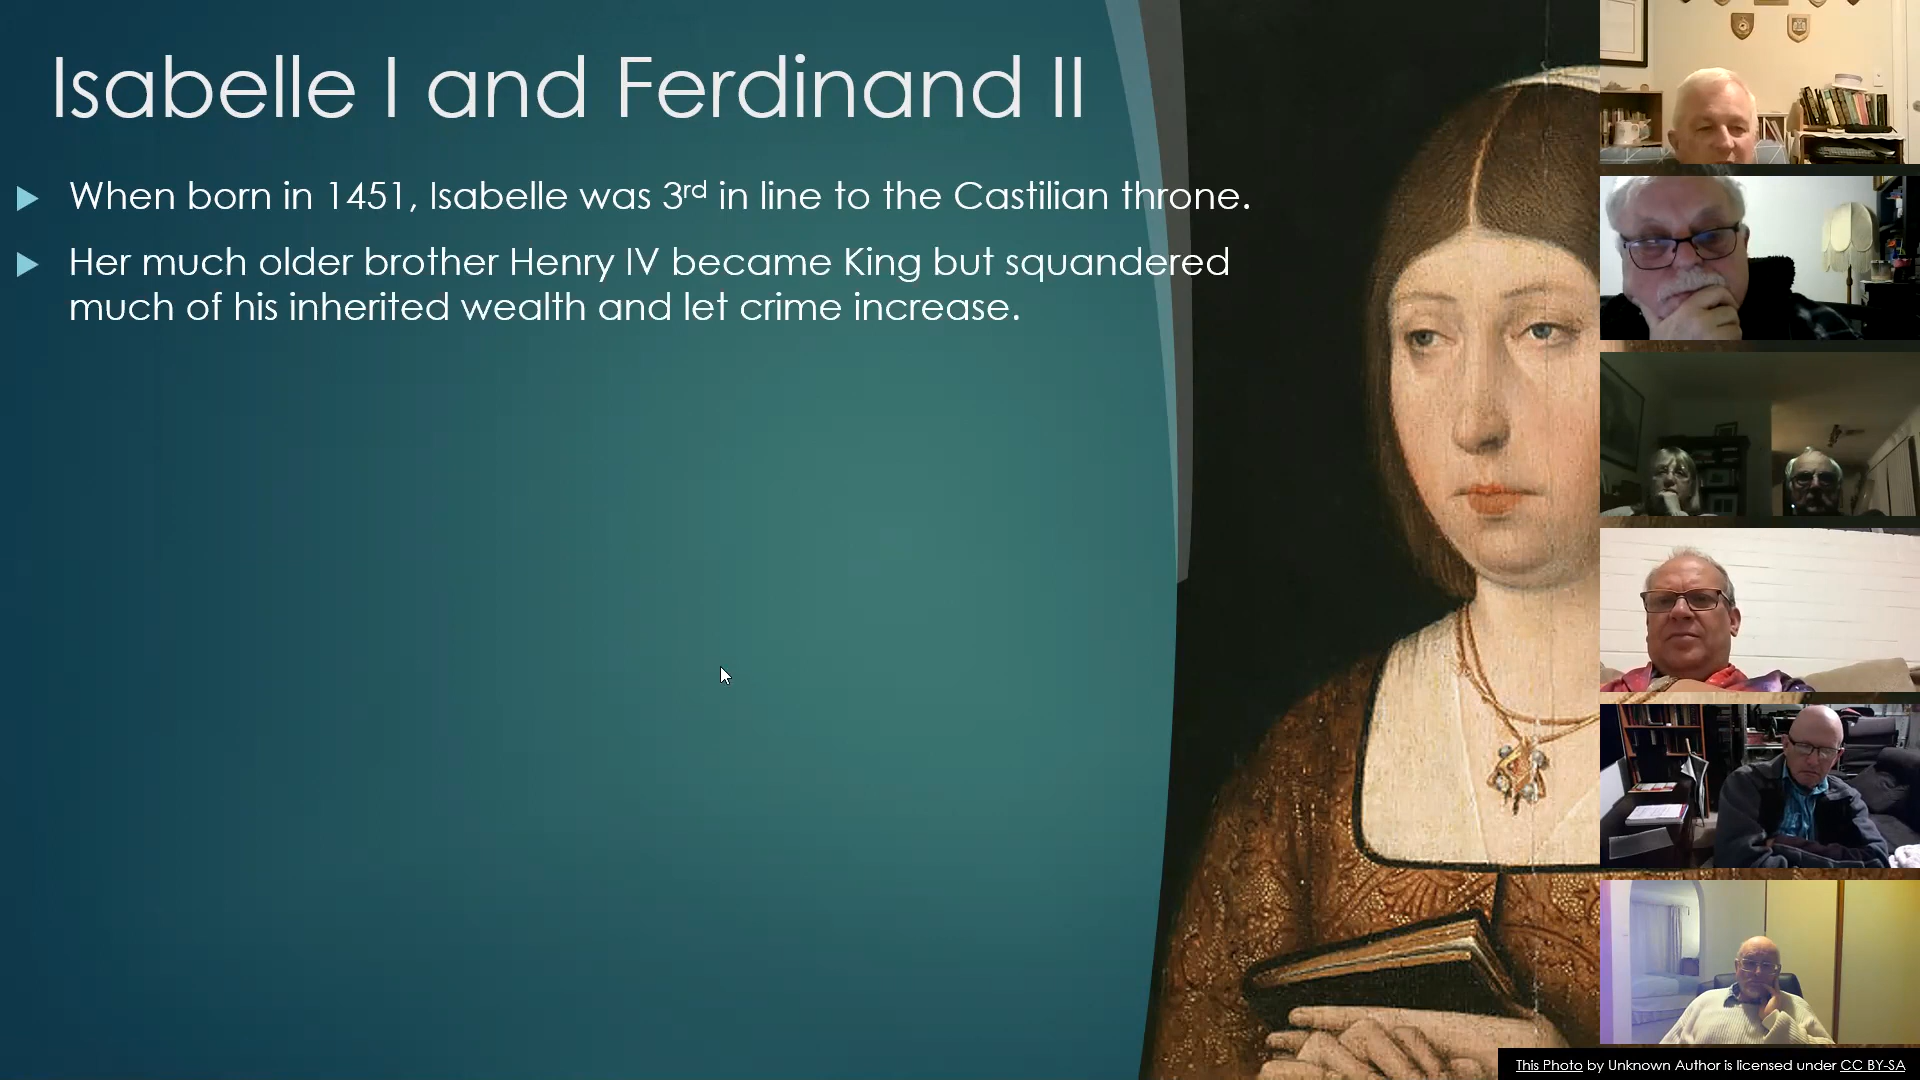 Isabelle I and Ferdinand II
When born in 1451, Isabelle was 3rd in line to the Castilian throne.
Her much older brother Henry IV became King but squandered
much of his inherited wealth and let crime increase.
This Photo by Unknown Author is licensed under CC BY-SA